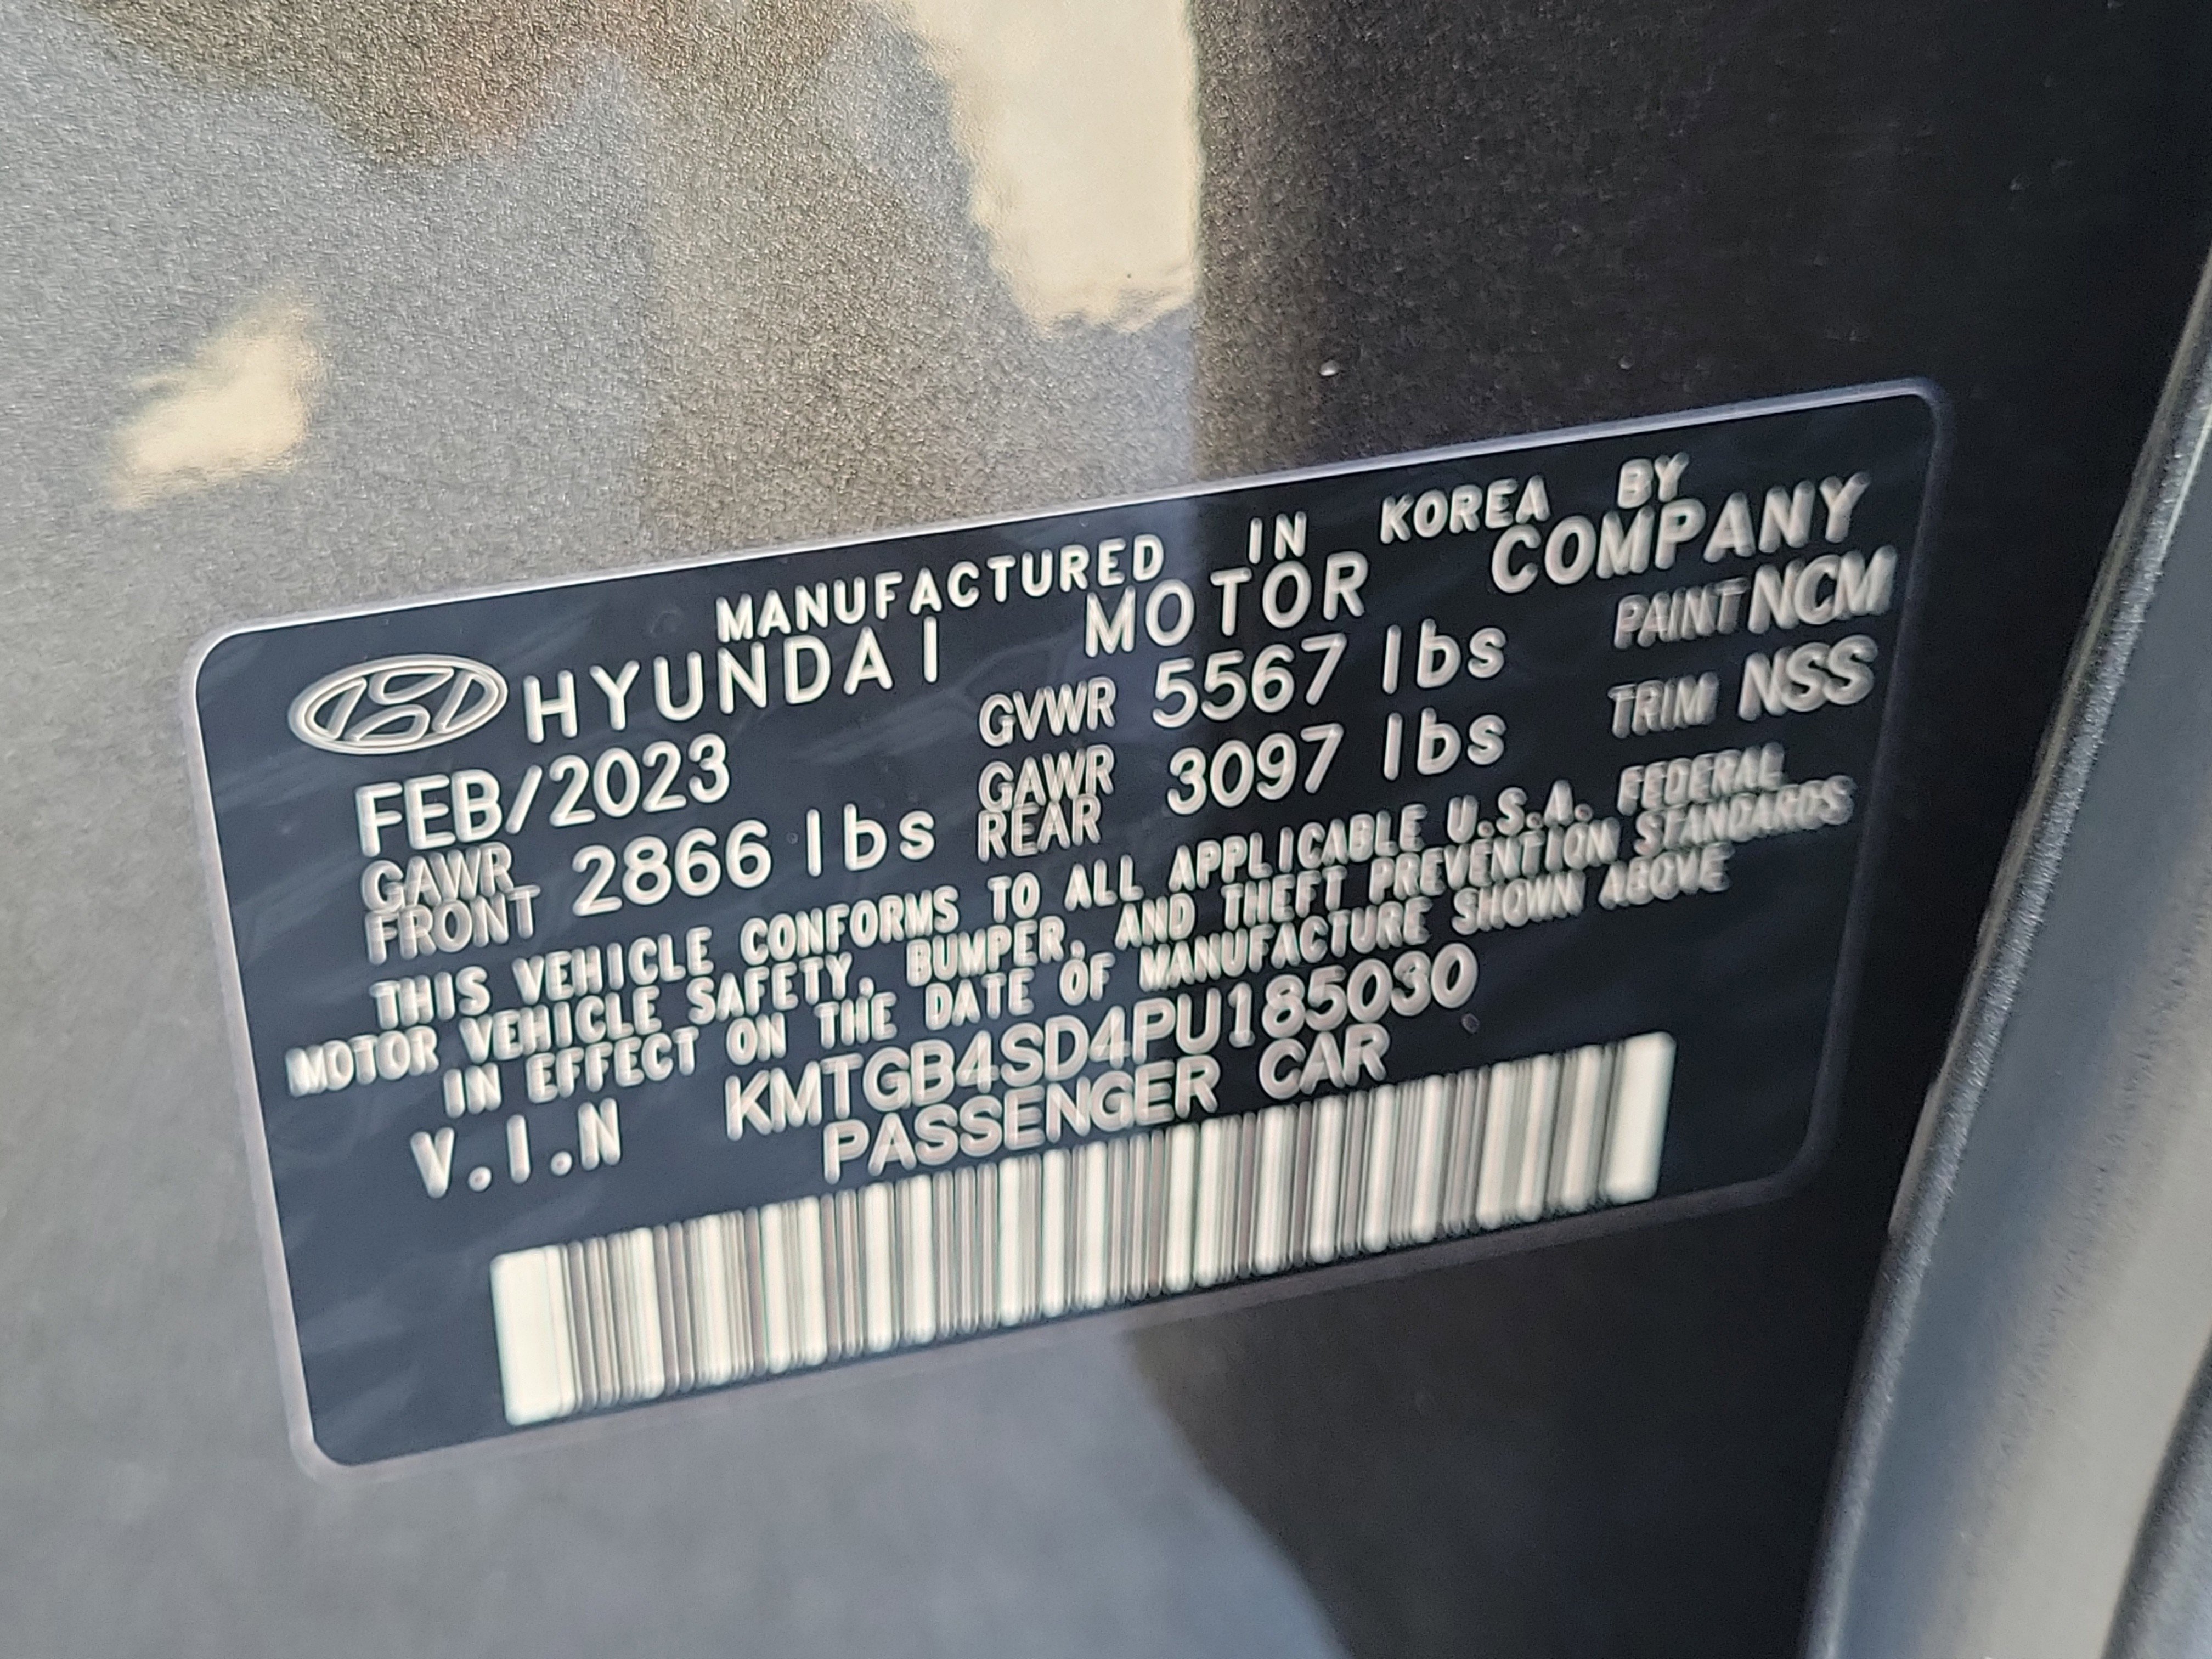 MANUFACTURED IN KOREA BY
HYUNDAI MOTOR COMPANY
FEB/2023 GVWR 5567 lbs PAINT NCM
GAWR FRONT 2866 lbs GAWR REAR 3097 lbs TRIM NSS
THIS VEHICLE CONFORMS TO ALL APPLICABLE U.S.A. FEDERAL
MOTOR VEHICLE SAFETY, BUMPER, AND THEFT PREVENTION STANDARDS
IN EFFECT ON THE DATE OF MANUFACTURE SHOWN ABOVE
V.I.N KMTGB4SD4PU185030
PASSENGER CAR